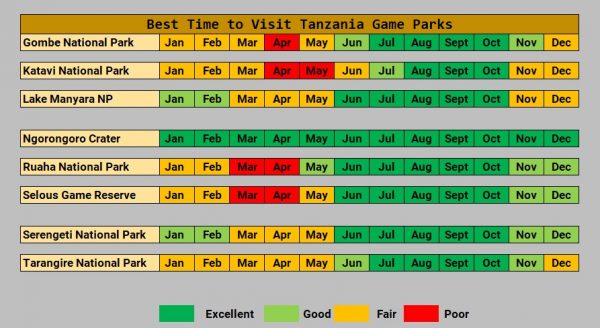 Best Time to Visit Tanzania Game Parks
Gombe National Park Jan Feb Mar Apr May Jun Jul Aug Sept Oct Nov Dec
Katavi National Park Jan Feb Mar Apr May Jun Jul Aug Sept Oct Nov Dec
Lake Manyara NP Jan Feb Mar Apr May Jun Jul Aug Sept Oct Nov Dec
Ngorongoro Crater Jan Feb Mar Apr May Jun Jul Aug Sept Oct Nov Dec
Ruaha National Park Jan Feb Mar Apr May Jun Jul Aug Sept Oct Nov Dec
Selous Game Reserve Jan Feb Mar Apr May Jun Jul Aug Sept Oct Nov Dec
Serengeti National Park Jan Feb Mar Apr May Jun Jul Aug Sept Oct Nov Dec
Tarangire National Park Jan Feb Mar Apr May Jun Jul Aug Sept Oct Nov Dec
Excellent Good Fair Poor